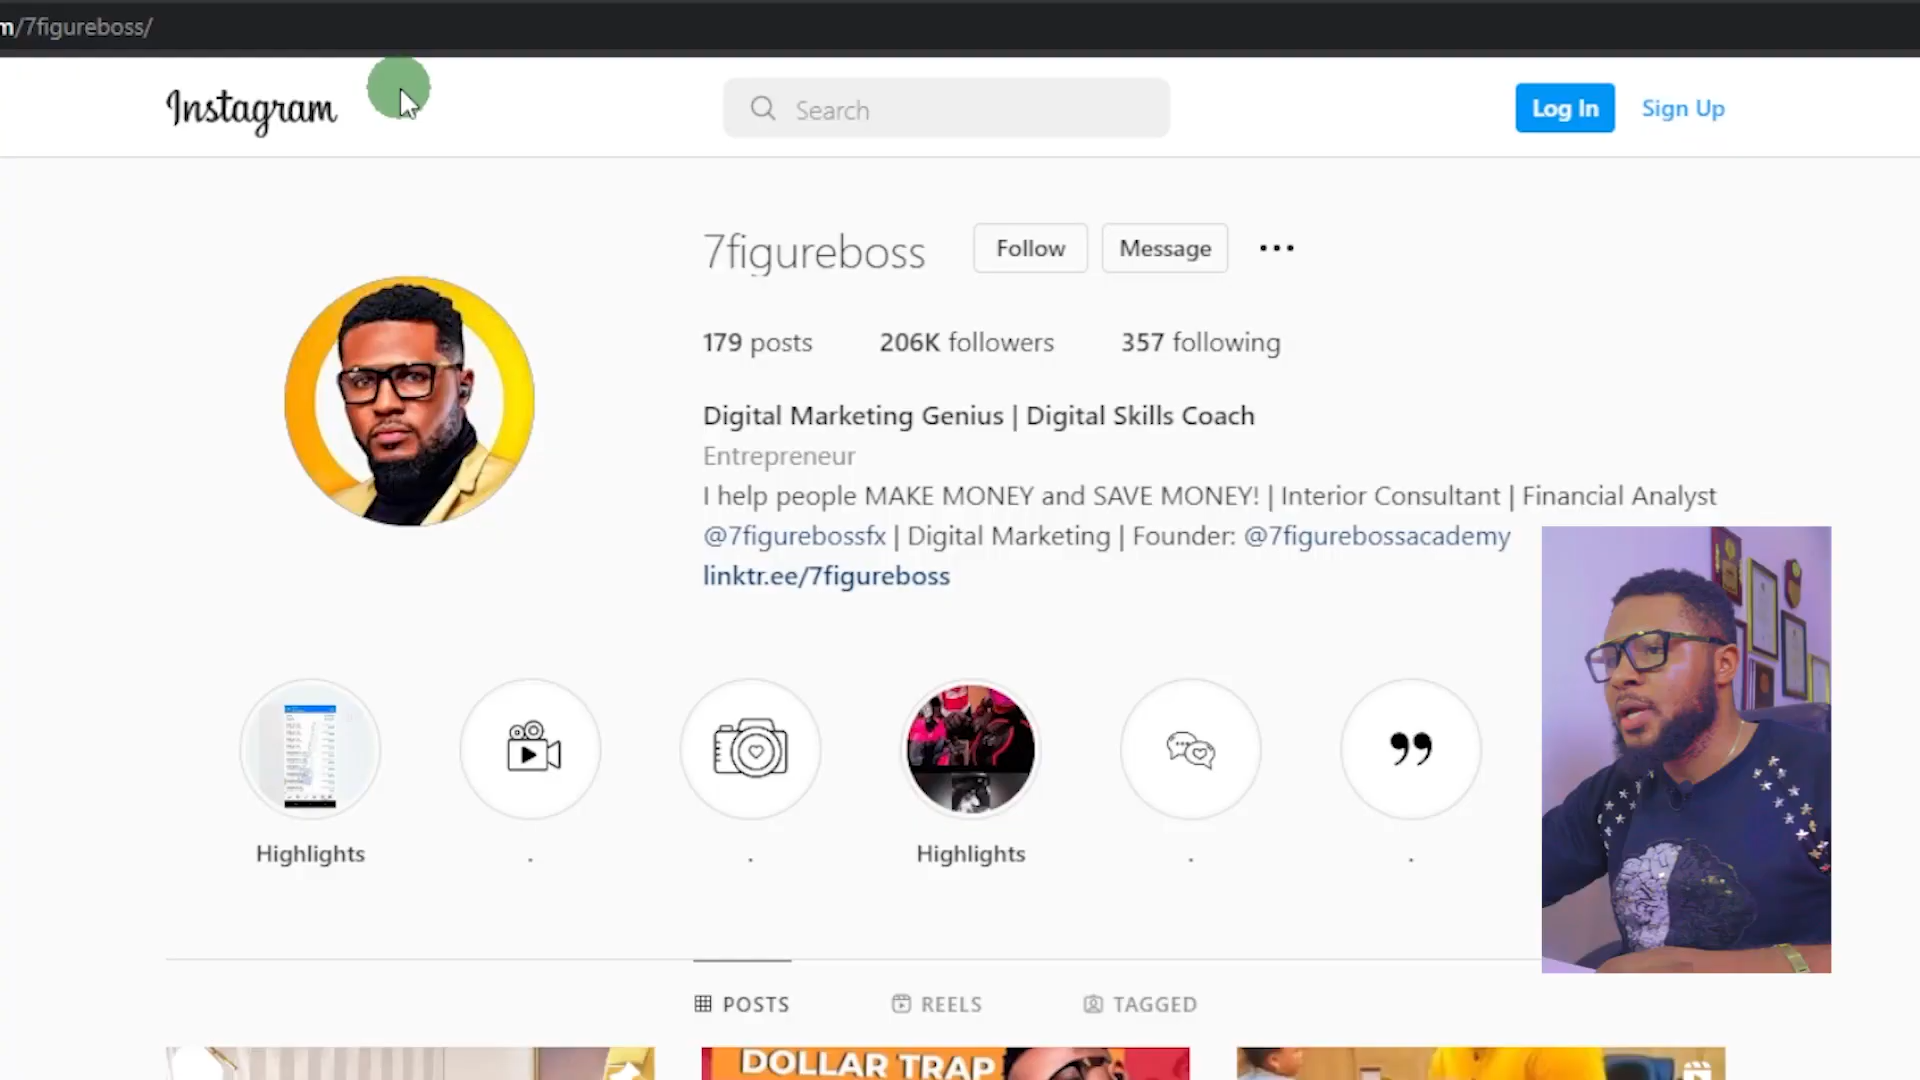 m/7figureboss/
Instagram
Search
Log In
Sign Up
7figureboss
Follow
Message
179 posts
206K followers
357 following
Digital Marketing Genius | Digital Skills Coach
Entrepreneur
I help people MAKE MONEY and SAVE MONEY! | Interior Consultant | Financial Analyst
@7figurebossfx | Digital Marketing | Founder: @7figurebossacademy
linktr.ee/7figureboss
Highlights
.
.
Highlights
.
.
POSTS
REELS
TAGGED
DOLLAR TRAP